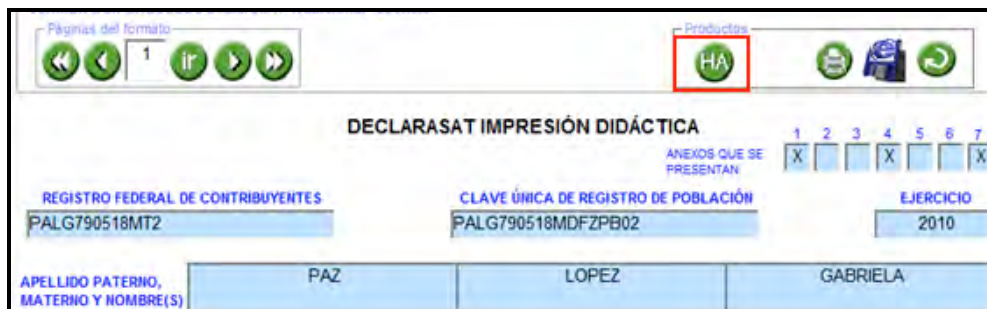 Páginas del formato
Productos
1 ir HA
DECLARASAT IMPRESIÓN DIDÁCTICA
1 2 3 4 5 6 7
ANEXOS QUE SE PRESENTAN
X X X
REGISTRO FEDERAL DE CONTRIBUYENTES CLAVE ÚNICA DE REGISTRO DE POBLACIÓN EJERCICIO
PALG790518MT2 PALG790518MDFZPB02 2010
APELLIDO PATERNO, MATERNO Y NOMBRE(S) PAZ LOPEZ GABRIELA